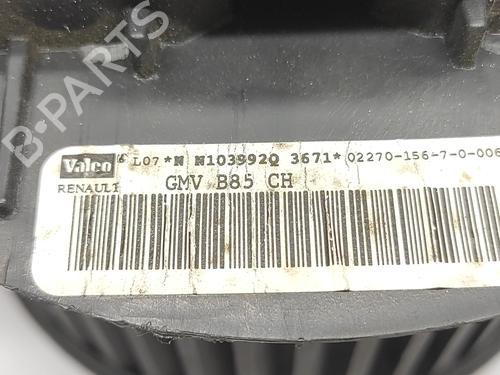 B-PARTS
Valeo L07 *N N103992Q 3671* 02270-156-7-0-006
RENAULT GMV B85 CH